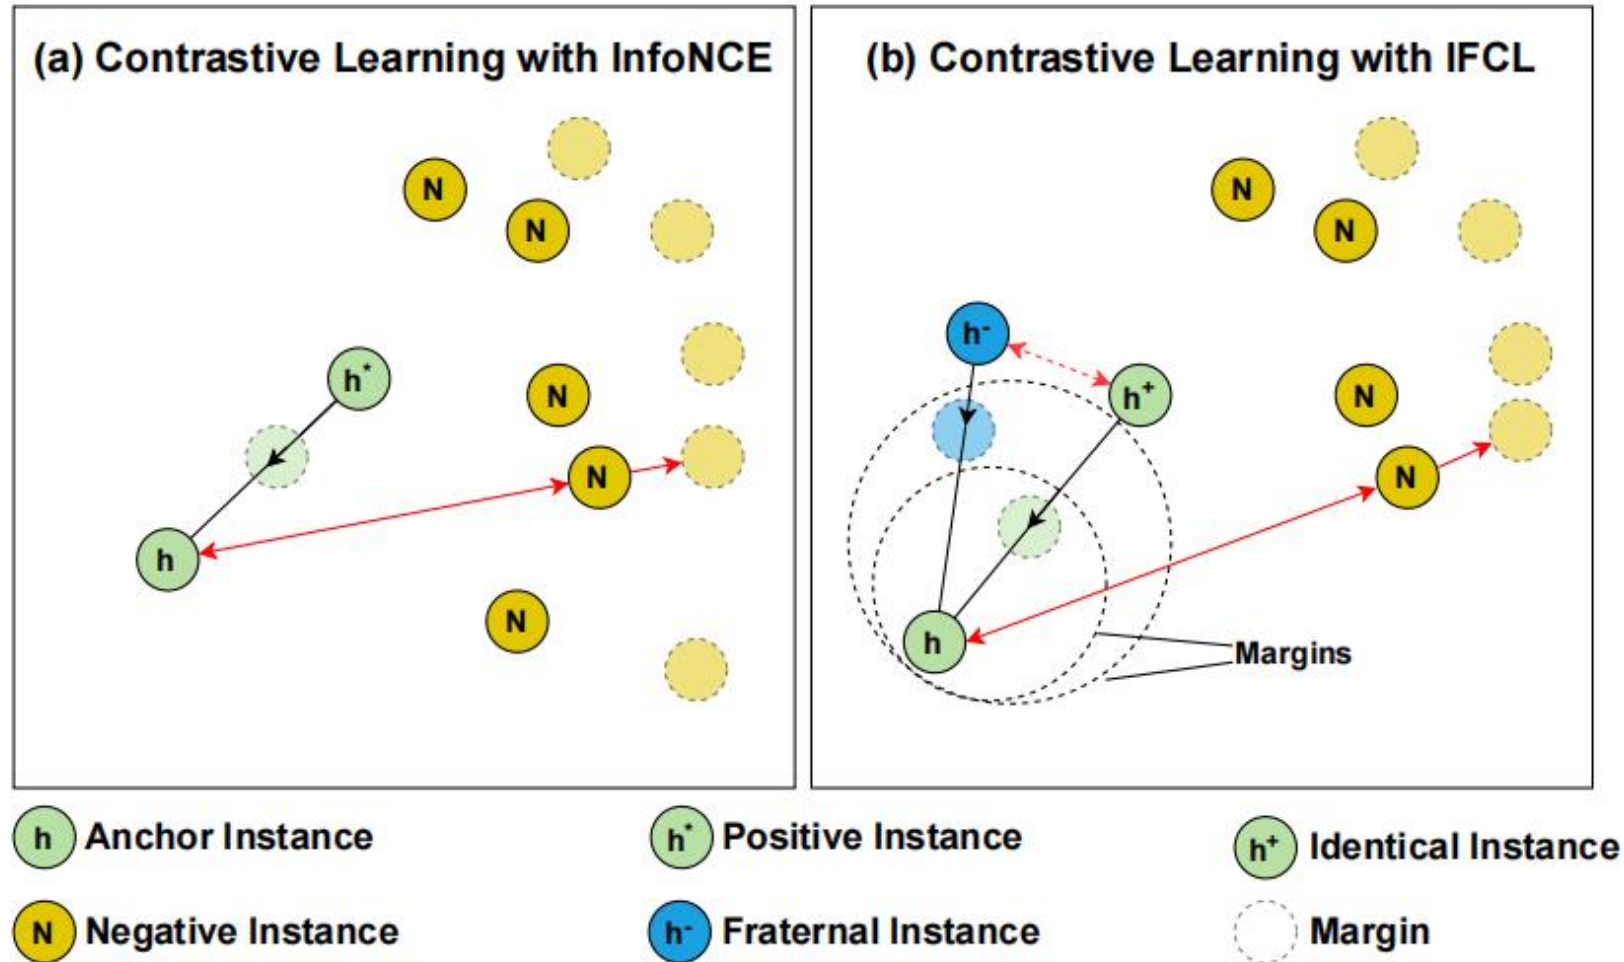 (a) Contrastive Learning with InfoNCE
N
N
h*
N
N
h
N
(b) Contrastive Learning with IFCL
N
N
h-
h+
N
N
h
Margins
h Anchor Instance
h* Positive Instance
h+ Identical Instance
N Negative Instance
h- Fraternal Instance
Margin